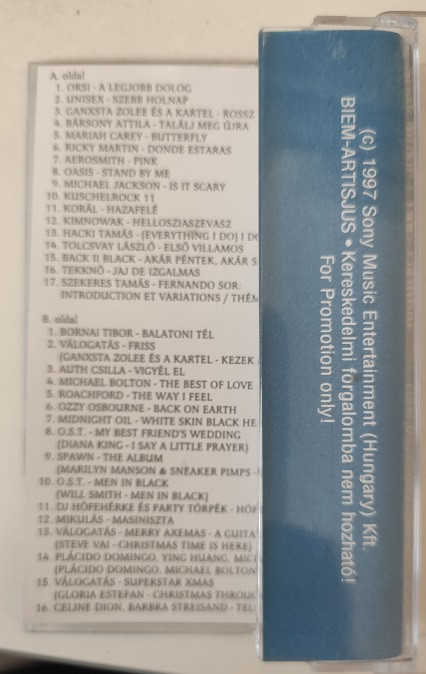 A. oldal
1. ORSI - A LEGJOBB DOLOG
2. UNISEX - SZEBB HOLNAP
3. GANXSTA ZOLEE ÉS A KARTEL - ROSSZ
4. BÁRSONY ATTILA - TALÁLJ MEG ÚJRA
5. MARIAH CAREY - BUTTERFLY
6. RICKY MARTIN - DONDE ESTARAS
7. AEROSMITH - PINK
8. OASIS - STAND BY ME
9. MICHAEL JACKSON - IS IT SCARY
10. KUSCHELROCK 11
11. KORÁL - HAZAFELÉ
12. KIMNOWAK - HELLOSZIASZEVASZ
13. HACKI TAMÁS - (EVERYTHING I DO) I DO
14. TOLCSVAY LÁSZLÓ - ELSŐ VILLAMOS
15. BACK II BLACK - AKÁR PÉNTEK, AKÁR S
16. TEKKNŐ - JAJ DE IZGALMAS
17. SZEKERES TAMÁS - FERNANDO SOR:
INTRODUCTION ET VARIATIONS / THÉM
B. oldal
1. BORNAI TIBOR - BALATONI TÉL
2. VÁLOGATÁS - FRISS
(GANXSTA ZOLEE ÉS A KARTEL - KEZEK
3. AUTH CSILLA - VIGYÉL EL
4. MICHAEL BOLTON - THE BEST OF LOVE
5. ROACHFORD - THE WAY I FEEL
6. OZZY OSBOURNE - BACK ON EARTH
7. MIDNIGHT OIL - WHITE SKIN BLACK HE
8. O.S.T. - MY BEST FRIEND'S WEDDING
(DIANA KING - I SAY A LITTLE PRAYER)
9. SPAWN - THE ALBUM
(MARILYN MANSON & SNEAKER PIMPS -
10. O.S.T. - MEN IN BLACK
(WILL SMITH - MEN IN BLACK)
11. DJ HÓFEHÉRKE ÉS PARTY TÖRPÉK - HÓF
12. MIKULÁS - MASINISZTA
13. VÁLOGATÁS - MERRY AXEMAS - A GUITA
(STEVE VAI - CHRISTMAS TIME IS HERE)
14. PLÁCIDO DOMINGO, YING HUANG, MICH
(PLÁCIDO DOMINGO, MICHAEL BOLTON
15. VÁLOGATÁS - SUPERSTAR XMAS
(GLORIA ESTEFAN - CHRISTMAS THROUG
16. CELINE DION, BARBRA STREISAND - TEL
(c) 1997 Sony Music Entertainment (Hungary) Kft.
BIEM-ARTISJUS • Kereskedelmi forgalomba nem hozható!
For Promotion only!